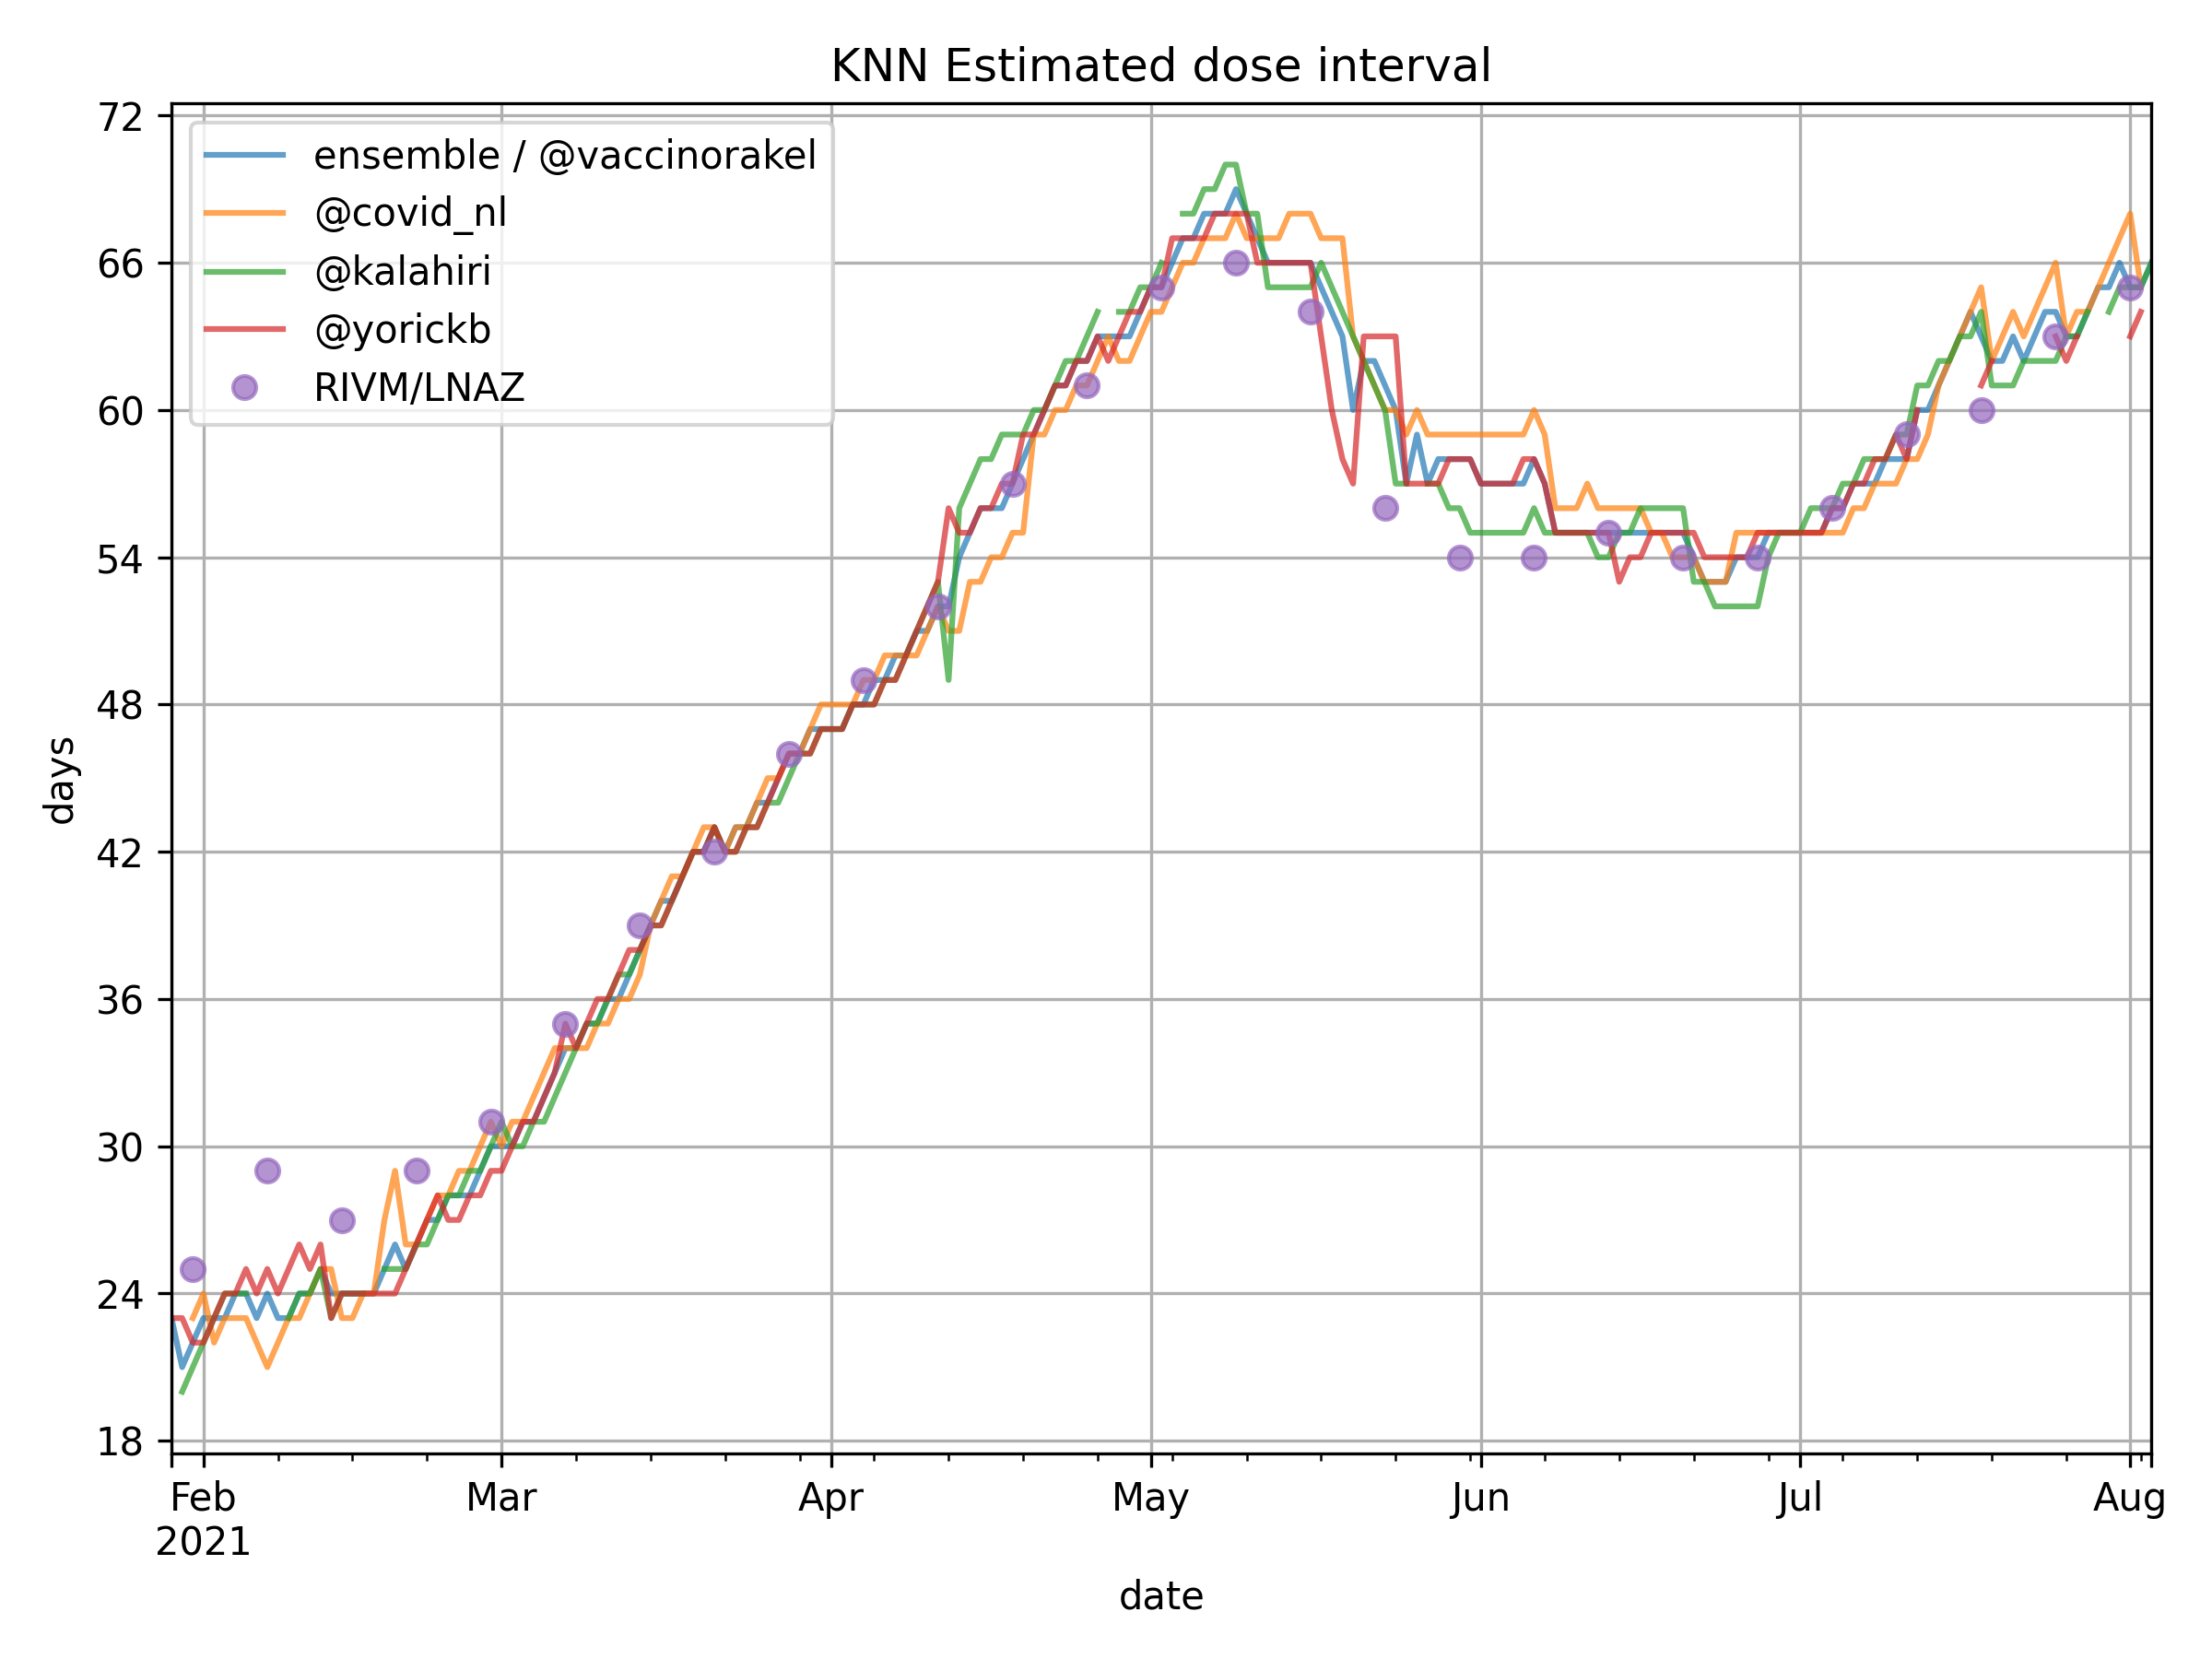 KNN Estimated dose interval
72
66
60
54
48
42
36
30
24
18
days
ensemble / @vaccinorakel
@covid_nl
@kalahiri
@yorickb
RIVM/LNAZ
Feb Mar Apr May Jun Jul Aug
2021
date